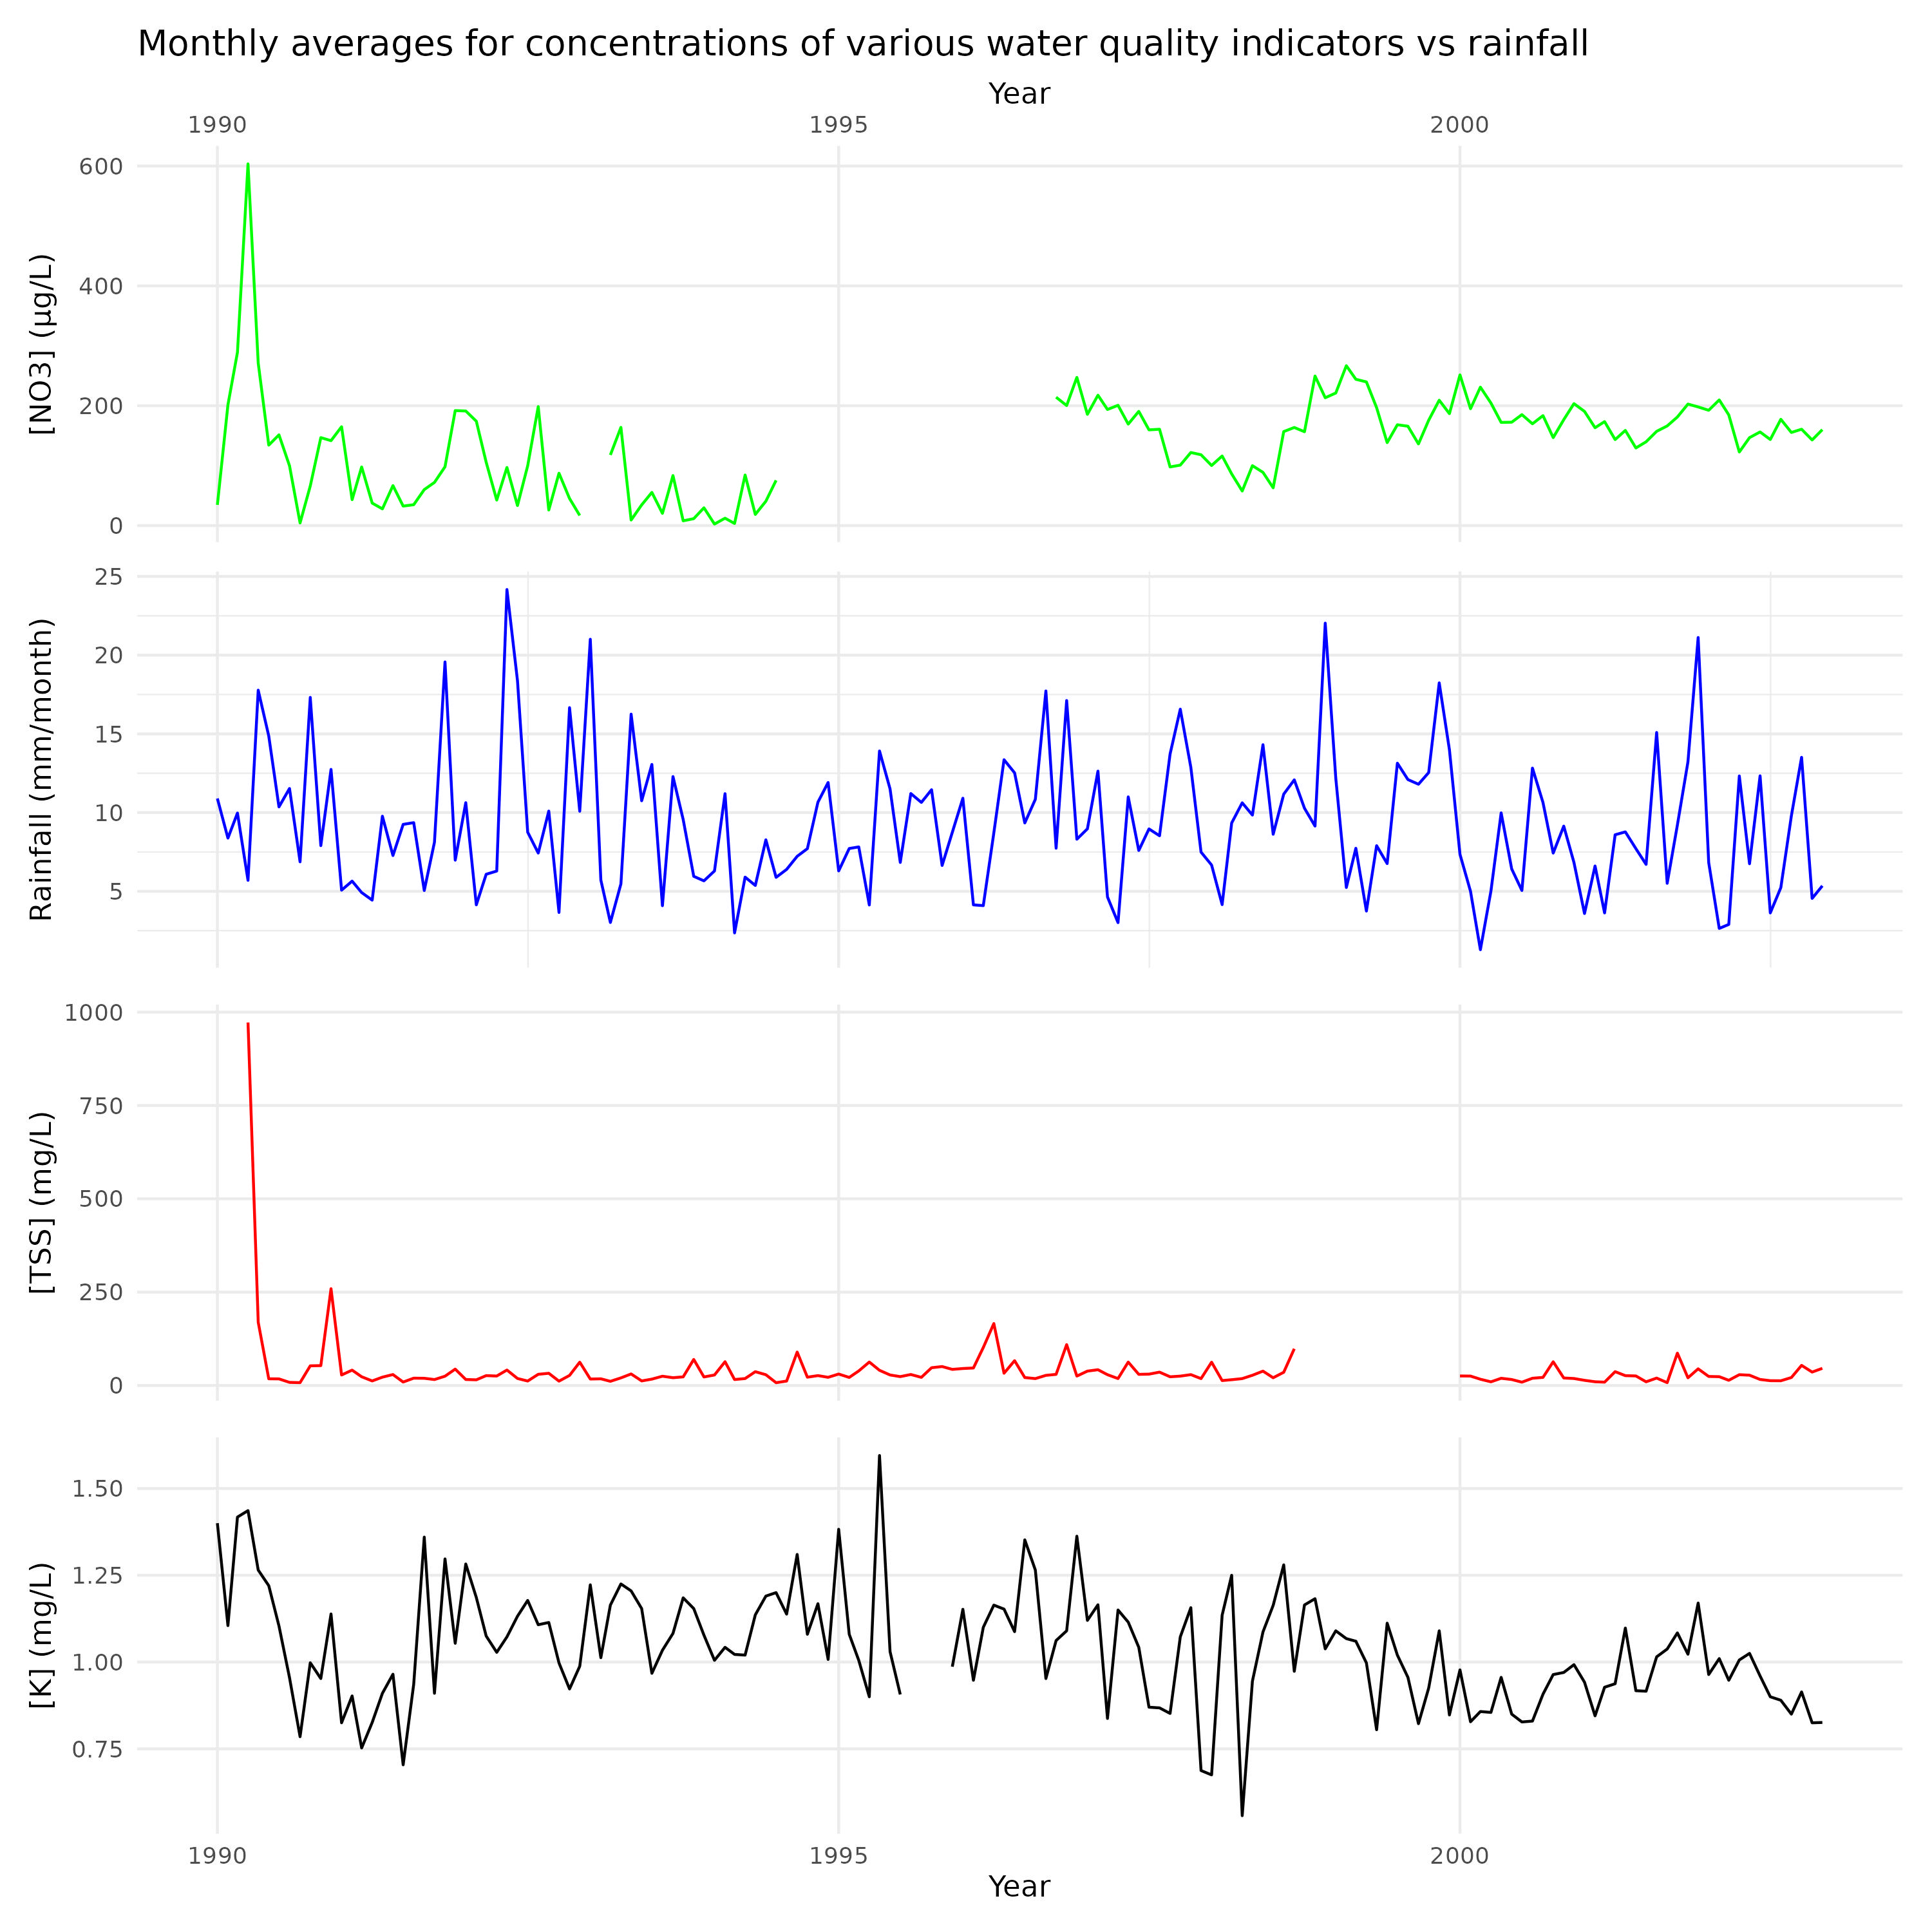 Monthly averages for concentrations of various water quality indicators vs rainfall
Year
1990 1995 2000
[NO3] (µg/L)
600
400
200
0
Rainfall (mm/month)
25
20
15
10
5
[TSS] (mg/L)
1000
750
500
250
0
[K] (mg/L)
1.50
1.25
1.00
0.75
1990 1995 2000
Year